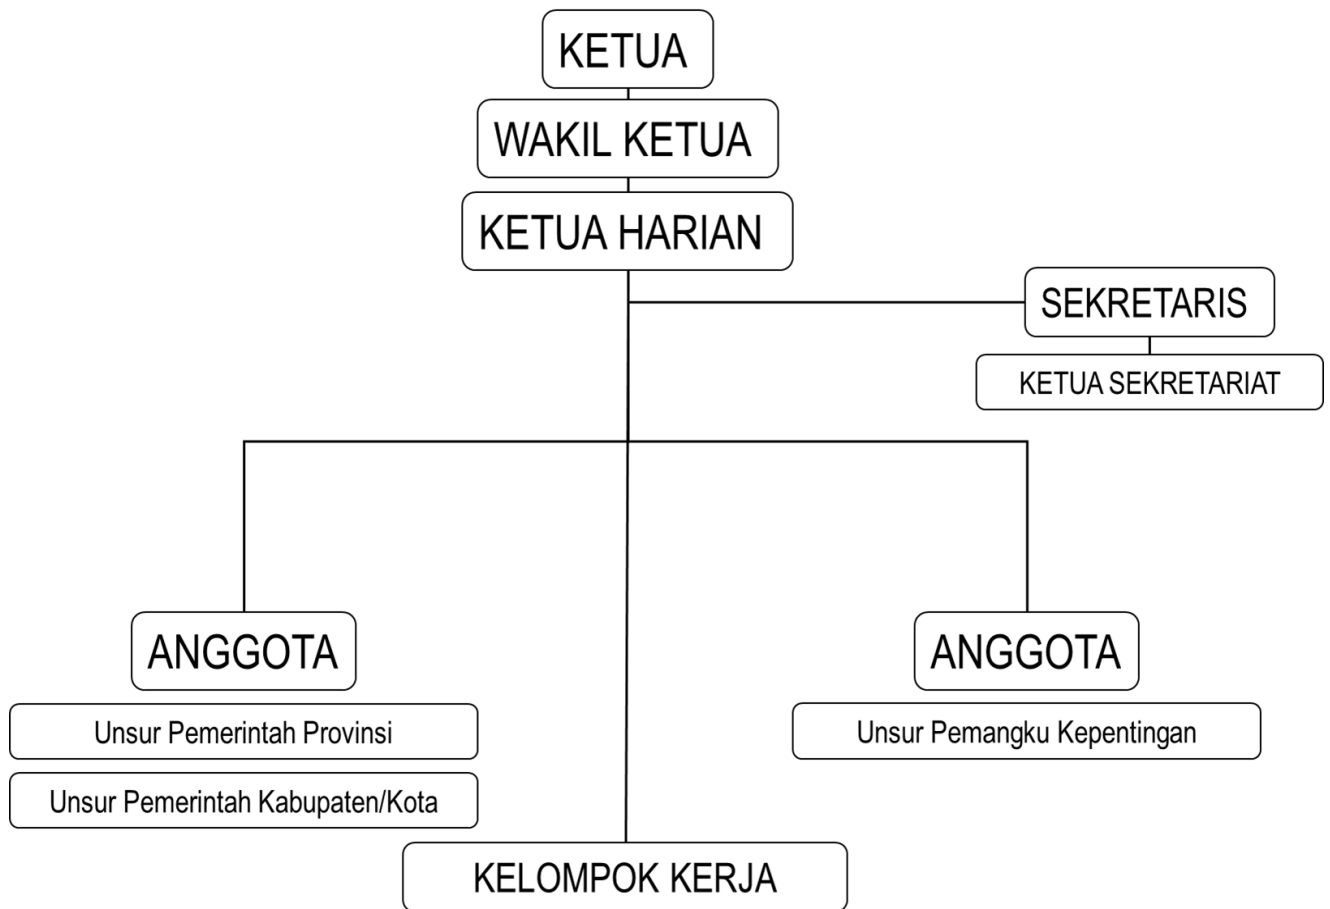 KETUA
WAKIL KETUA
KETUA HARIAN
SEKRETARIS
KETUA SEKRETARIAT
ANGGOTA
Unsur Pemerintah Provinsi
Unsur Pemerintah Kabupaten/Kota
ANGGOTA
Unsur Pemangku Kepentingan
KELOMPOK KERJA